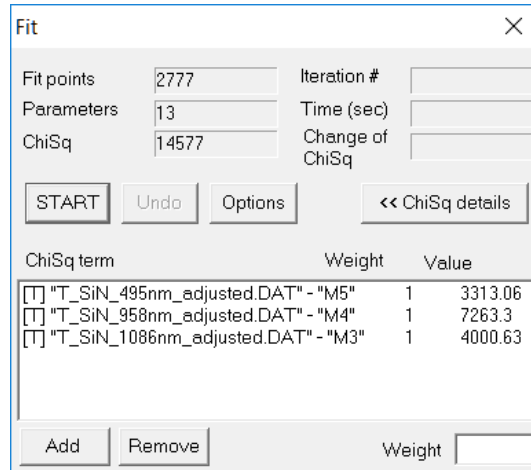 Fit
Fit points 2777 Iteration #
Parameters 13 Time (sec)
ChiSq 14577 Change of ChiSq
START Undo Options << ChiSq details
ChiSq term Weight Value
[T] "T_SiN_495nm_adjusted.DAT" - "M5" 1 3313.06
[T] "T_SiN_958nm_adjusted.DAT" - "M4" 1 7263.3
[T] "T_SiN_1086nm_adjusted.DAT" - "M3" 1 4000.63
Add Remove Weight